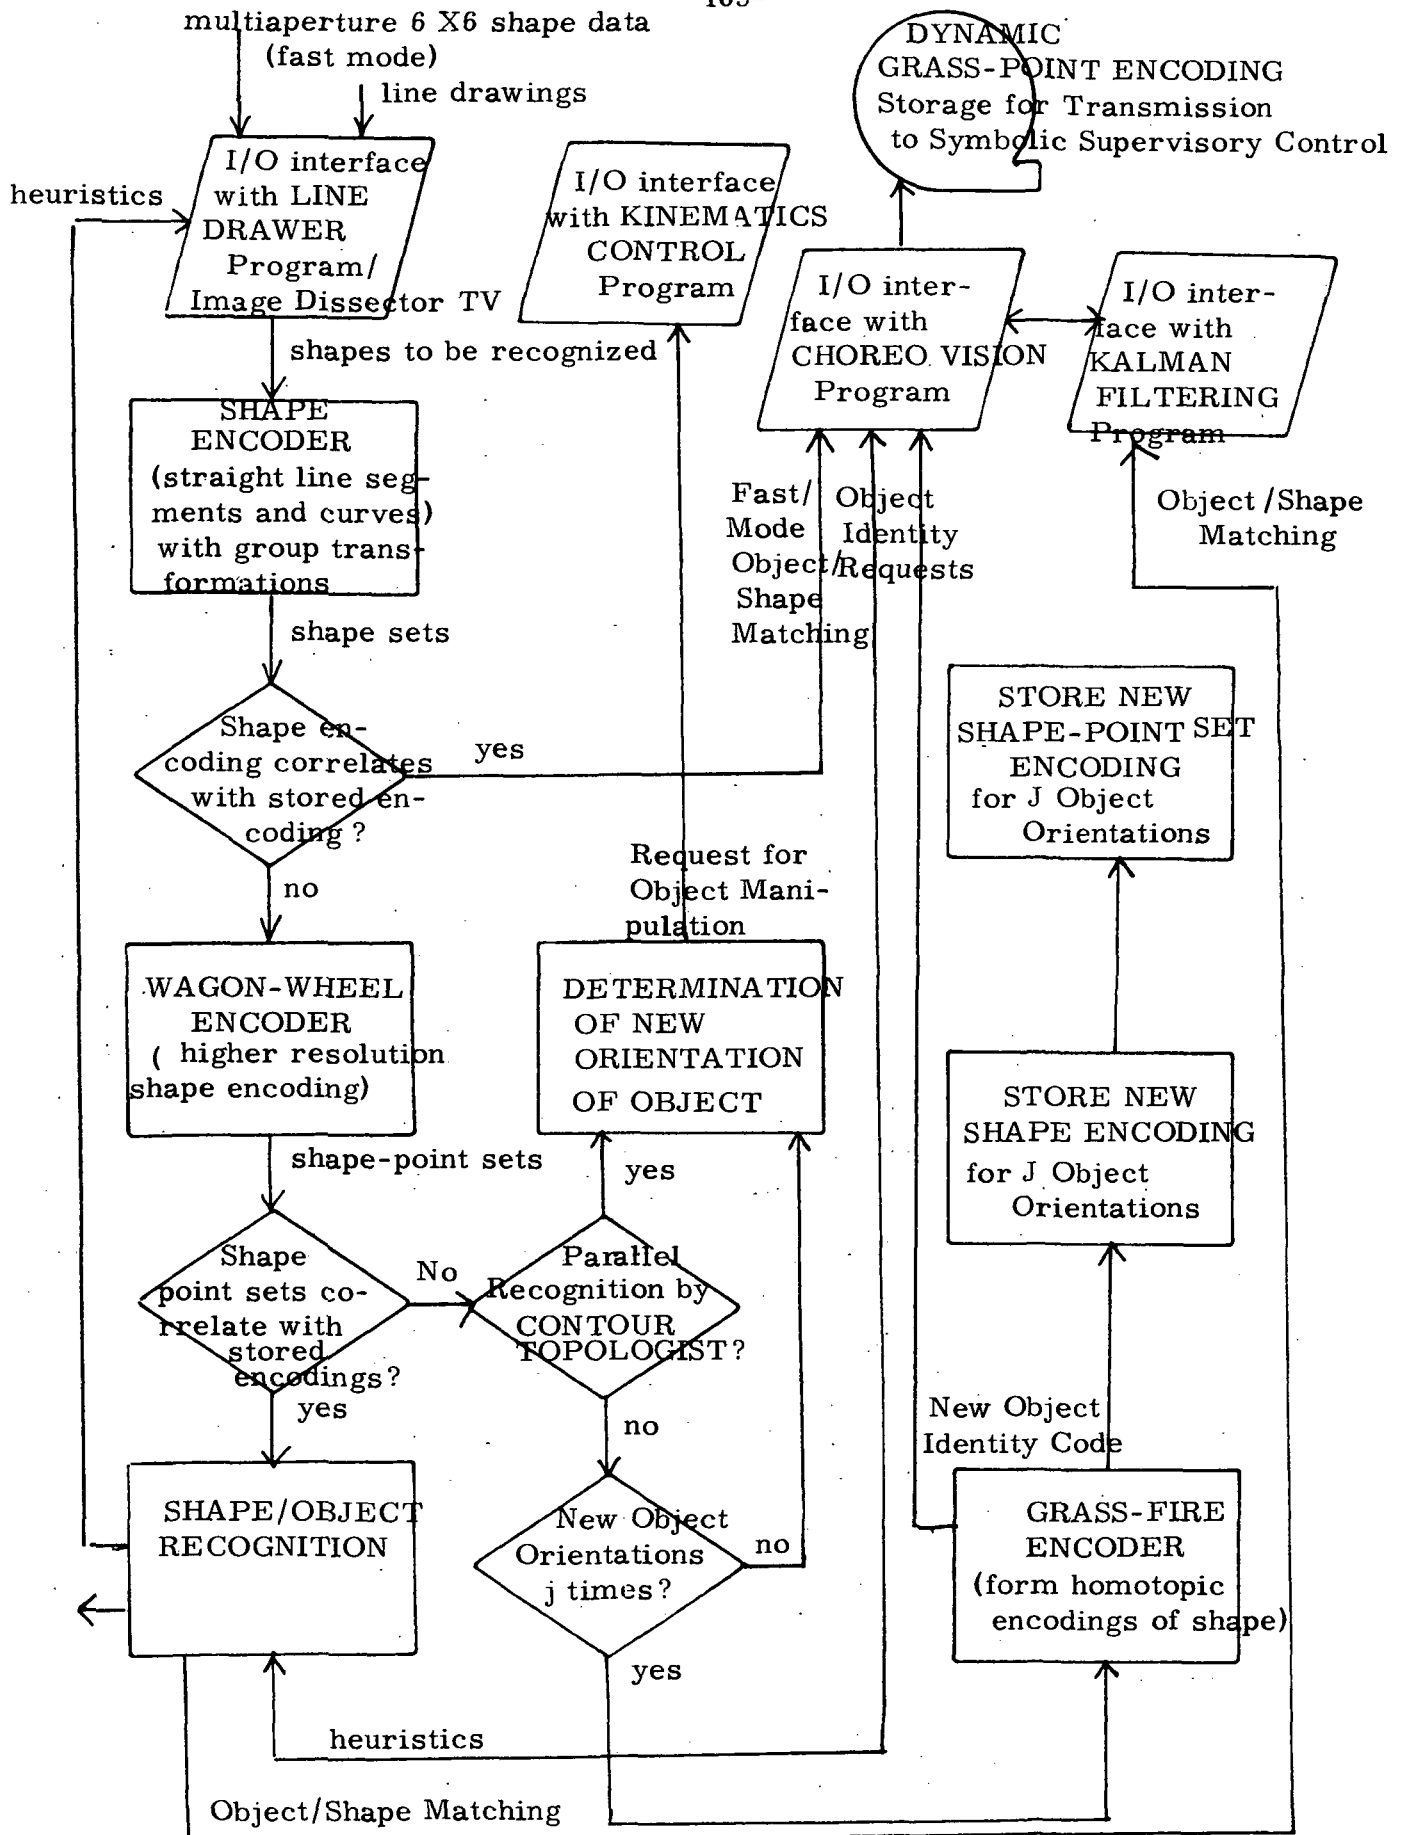 multiaperture 6 X6 shape data
(fast mode)
line drawings
heuristics
I/O interface
with LINE
DRAWER
Program/
Image Dissector TV
I/O interface
with KINEMATICS
CONTROL
Program
DYNAMIC
GRASS-POINT ENCODING
Storage for Transmission
to Symbolic Supervisory Control
I/O inter-
face with
CHOREO VISION
Program
I/O inter-
face with
KALMAN
FILTERING
Program
shapes to be recognized
SHAPE
ENCODER
(straight line seg-
ments and curves)
with group trans-
formations
Fast/
Mode
Object/
Shape
Matching
Object
Identity
Requests
Object/Shape
Matching
shape sets
Shape en-
coding correlates
with stored en-
coding?
yes
no
STORE NEW
SHAPE-POINT SET
ENCODING
for J Object
Orientations
Request for
Object Mani-
pulation
WAGON-WHEEL
ENCODER
( higher resolution
shape encoding)
DETERMINATION
OF NEW
ORIENTATION
OF OBJECT
STORE NEW
SHAPE ENCODING
for J Object
Orientations
shape-point sets
yes
Shape
point sets co-
rrelate with
stored
encodings?
No
Parallel
Recognition by
CONTOUR
TOPOLOGIST?
yes
no
New Object
Identity Code
SHAPE/OBJECT
RECOGNITION
New Object
Orientations
j times?
no
GRASS-FIRE
ENCODER
(form homotopic
encodings of shape)
yes
heuristics
Object/Shape Matching